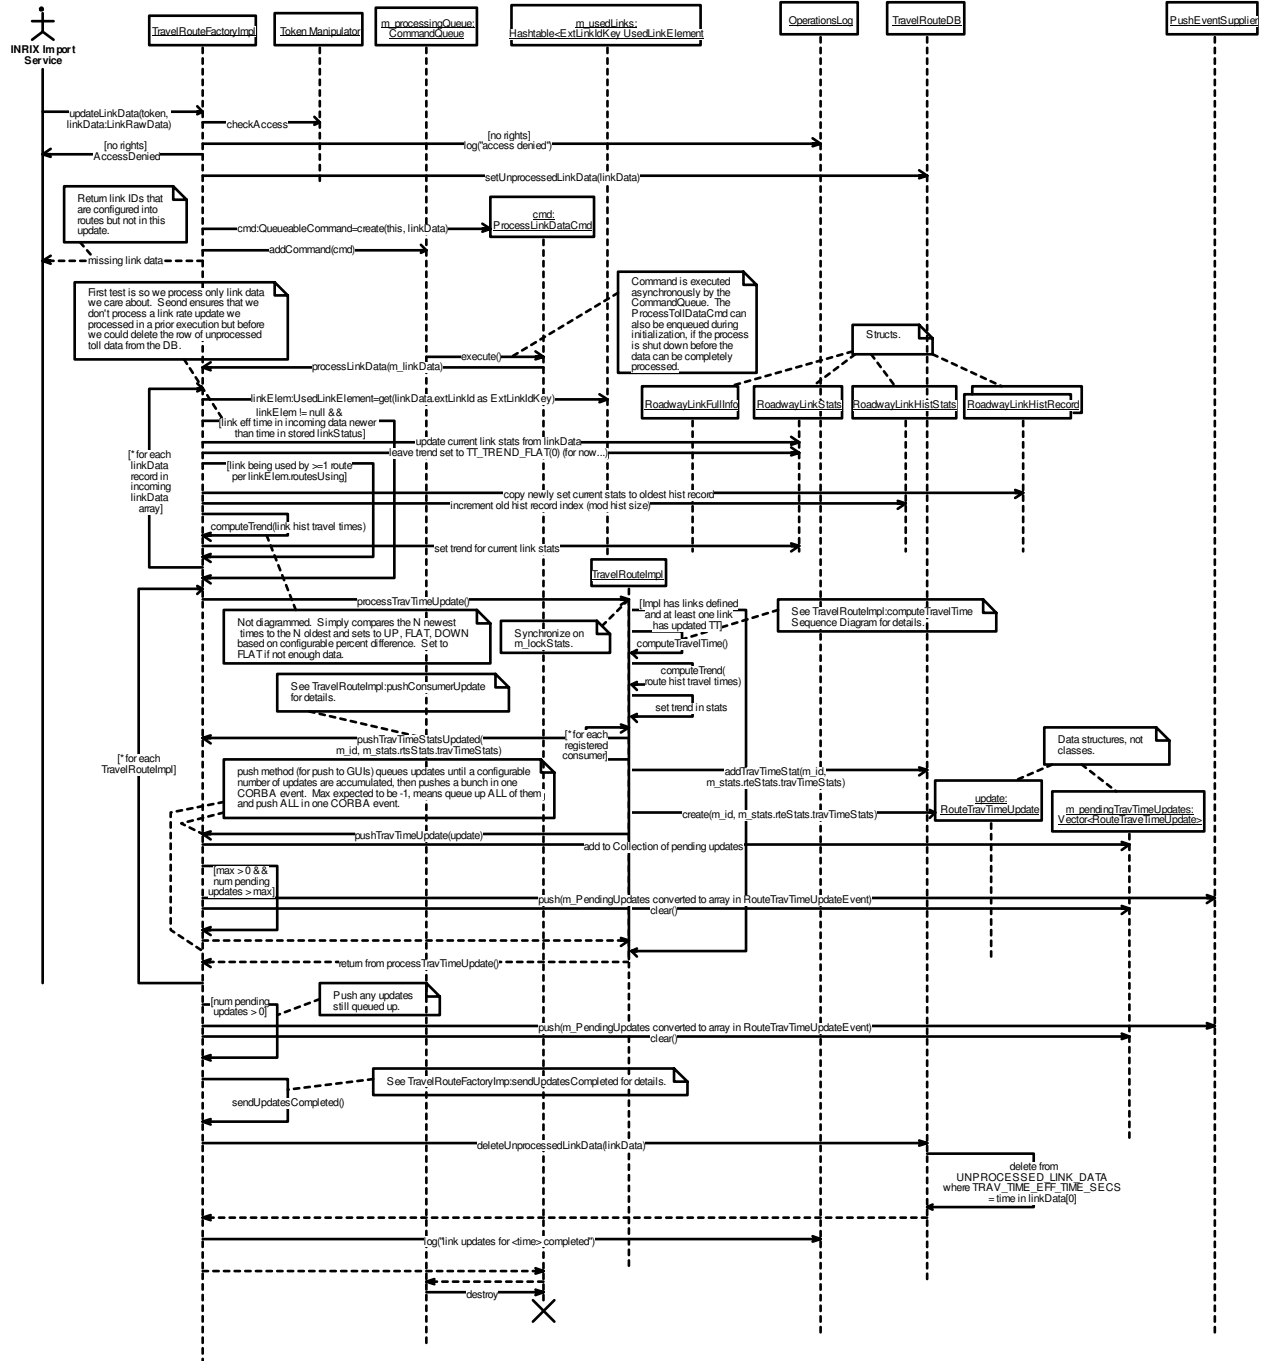 INRIX Import
Service
TravelRouteFactoryImpl
Token Manipulator
m_processingQueue:
CommandQueue
m_usedLinks:
Hashtable<ExtLinkIdKey UsedLinkElement
OperationsLog
TravelRouteDB
PushEventSupplier
updateLinkData(token,
linkData:LinkRawData)
checkAccess
[no rights]
log("access denied")
[no rights]
AccessDenied
setUnprocessedLinkData(linkData)
Return link IDs that
are configured into
routes but not in this
update.
cmd:
ProcessLinkDataCmd
cmd:QueueableCommand=create(this, linkData)
addCommand(cmd)
missing link data
First test is so we process only link data
we care about. Seond ensures that we
don't process a link rate update we
processed in a prior execution but before
we could delete the row of unprocessed
toll data from the DB.
Command is executed
asynchronously by the
CommandQueue. The
ProcessTollDataCmd can
also be enqueued during
initialization, if the process
is shut down before the
data can be completely
processed.
Structs.
execute()
processLinkData(m_linkData)
linkElem:UsedLinkElement=get(linkData.extLinkId as ExtLinkIdKey)
RoadwayLinkFullInfo
RoadwayLinkStats
RoadwayLinkHistStats
RoadwayLinkHistRecord
linkElem != null &&
[link eff time in incoming data newer
than time in stored linkStatus]
update current link stats from linkData
leave trend set to TT_TREND_FLAT(0) (for now...)
[* for each
linkData
record in
incoming
linkData
array]
[link being used by >=1 route
per linkElem.routesUsing]
copy newly set current stats to oldest hist record
increment old hist record index (mod hist size)
computeTrend(link hist travel times)
set trend for current link stats
TravelRouteImpl
processTravTimeUpdate()
[Impl has links defined
and at least one link
has updated TT]
See TravelRouteImpl:computeTravelTime
Sequence Diagram for details.
Not diagrammed. Simply compares the N newest
times to the N oldest and sets to UP, FLAT, DOWN
based on configurable percent difference. Set to
FLAT if not enough data.
Synchronize on
m_lockStats.
computeTravelTime()
computeTrend(
route hist travel times)
See TravelRouteImpl:pushConsumerUpdate
for details.
set trend in stats
pushTravTimeStatsUpdated(
m_id, m_stats.rtsStats.travTimeStats)
[* for each
registered
consumer]
[* for each
TravelRouteImpl]
Data structures, not
classes.
push method (for push to GUIs) queues updates until a configurable
number of updates are accumulated, then pushes a bunch in one
CORBA event. Max expected to be -1, means queue up ALL of them
and push ALL in one CORBA event.
addTravTimeStat(m_id,
m_stats.rteStats.travTimeStats)
update:
RouteTravTimeUpdate
m_pendingTravTimeUpdates:
Vector<RouteTraveTimeUpdate>
create(m_id, m_stats.rteStats.travTimeStats)
pushTravTimeUpdate(update)
add to Collection of pending updates
[max > 0 &&
num pending
updates > max]
push(m_PendingUpdates converted to array in RouteTravTimeUpdateEvent)
clear()
return from processTravTimeUpdate()
[num pending
updates > 0]
Push any updates
still queued up.
push(m_PendingUpdates converted to array in RouteTravTimeUpdateEvent)
clear()
See TravelRouteFactoryImp:sendUpdatesCompleted for details.
sendUpdatesCompleted()
deleteUnprocessedLinkData(linkData)
delete from
UNPROCESSED_LINK_DATA
where TRAV_TIME_EFF_TIME_SECS
= time in linkData[0]
log("link updates for <time> completed")
destroy